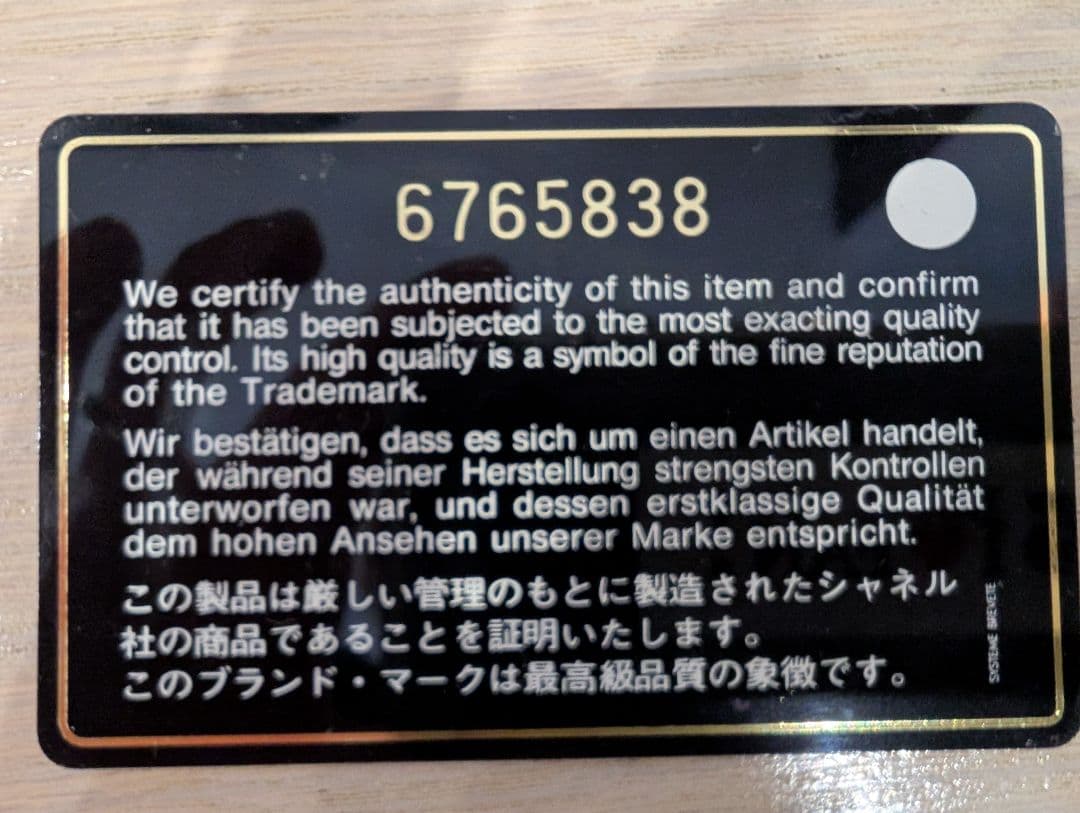 6765838
We certify the authenticity of this item and confirm
that it has been subjected to the most exacting quality
control. Its high quality is a symbol of the fine reputation
of the Trademark.
Wir bestätigen, dass es sich um einen Artikel handelt,
der während seiner Herstellung strengsten Kontrollen
unterworfen war, und dessen erstklassige Qualität
dem hohen Ansehen unserer Marke entspricht.
この製品は厳しい管理のもとに製造されたシャネル
社の商品であることを証明いたします。
このブランド・マークは最高級品質の象徴です。
SYSTEME BREVETE